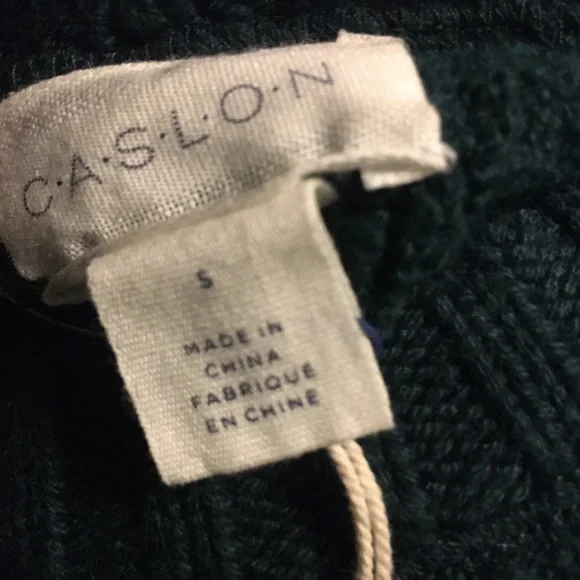 C·A·S·L·O·N
S
MADE IN
CHINA
FABRIQUE
EN CHINE